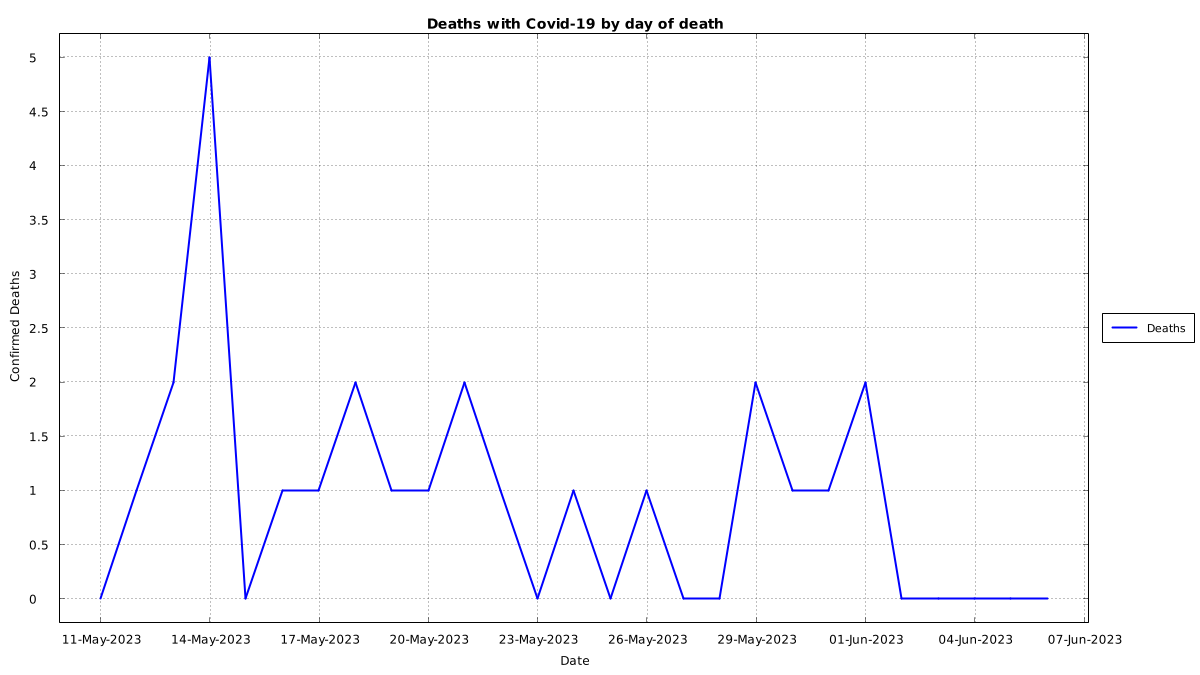 Deaths with Covid-19 by day of death
5
4.5
4
3.5
3
2.5
2
1.5
1
0.5
0
Confirmed Deaths
11-May-2023 14-May-2023 17-May-2023 20-May-2023 23-May-2023 26-May-2023 29-May-2023 01-Jun-2023 04-Jun-2023 07-Jun-2023
Date
Deaths